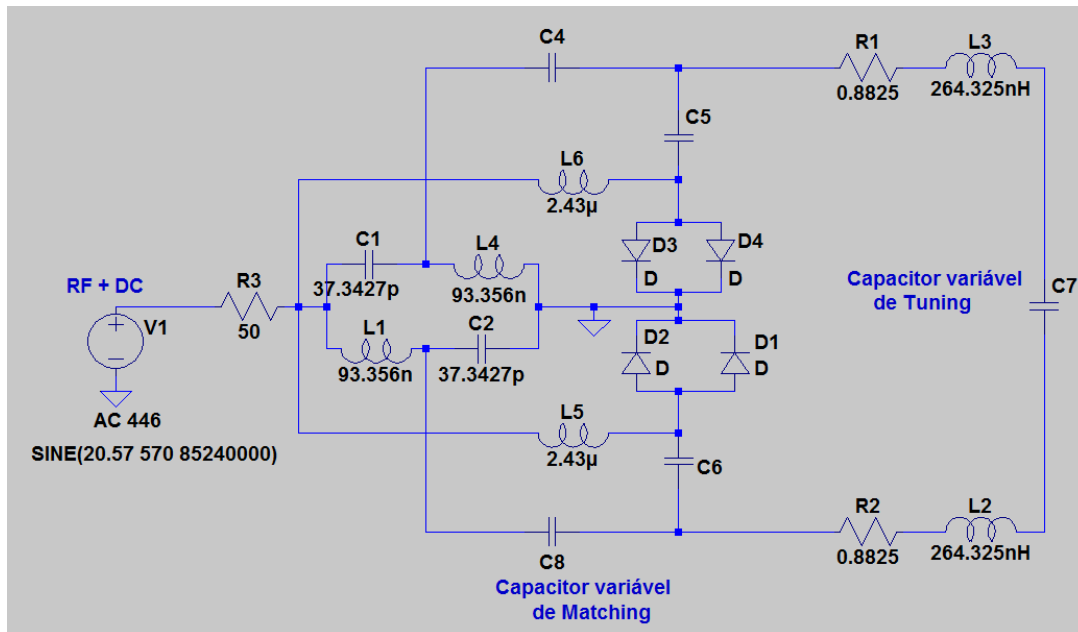 C4
R1
0.8825
L3
264.325nH
C5
L6
2.43µ
C1
37.3427p
L4
93.356n
D3
D
D4
D
RF + DC
R3
50
V1
AC 446
SINE(20.57 570 85240000)
L1
93.356n
C2
37.3427p
D2
D
D1
D
Capacitor variável
de Tuning
C7
L5
2.43µ
C6
C8
R2
0.8825
L2
264.325nH
Capacitor variável
de Matching